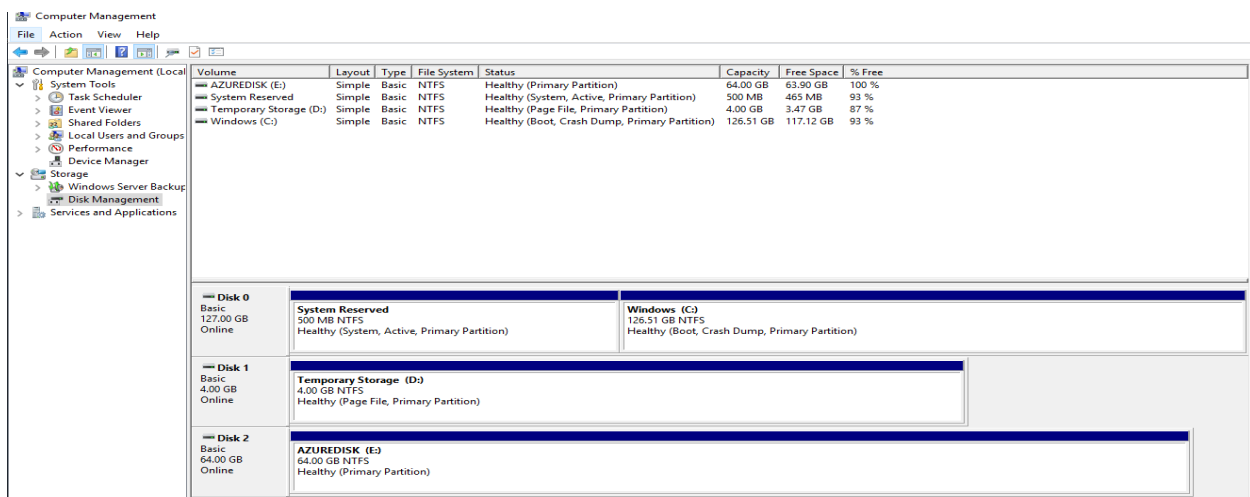 Computer Management
File Action View Help
Computer Management (Local
System Tools
Task Scheduler
Event Viewer
Shared Folders
Local Users and Groups
Performance
Device Manager
Storage
Windows Server Backup
Disk Management
Services and Applications
Volume Layout Type File System Status Capacity Free Space % Free
AZUREDISK (E:) Simple Basic NTFS Healthy (Primary Partition) 64.00 GB 63.90 GB 100 %
System Reserved Simple Basic NTFS Healthy (System, Active, Primary Partition) 500 MB 465 MB 93 %
Temporary Storage (D:) Simple Basic NTFS Healthy (Page File, Primary Partition) 4.00 GB 3.47 GB 87 %
Windows (C:) Simple Basic NTFS Healthy (Boot, Crash Dump, Primary Partition) 126.51 GB 117.12 GB 93 %
Disk 0
Basic
127.00 GB
Online
System Reserved
500 MB NTFS
Healthy (System, Active, Primary Partition)
Windows (C:)
126.51 GB NTFS
Healthy (Boot, Crash Dump, Primary Partition)
Disk 1
Basic
4.00 GB
Online
Temporary Storage (D:)
4.00 GB NTFS
Healthy (Page File, Primary Partition)
Disk 2
Basic
64.00 GB
Online
AZUREDISK (E:)
64.00 GB NTFS
Healthy (Primary Partition)